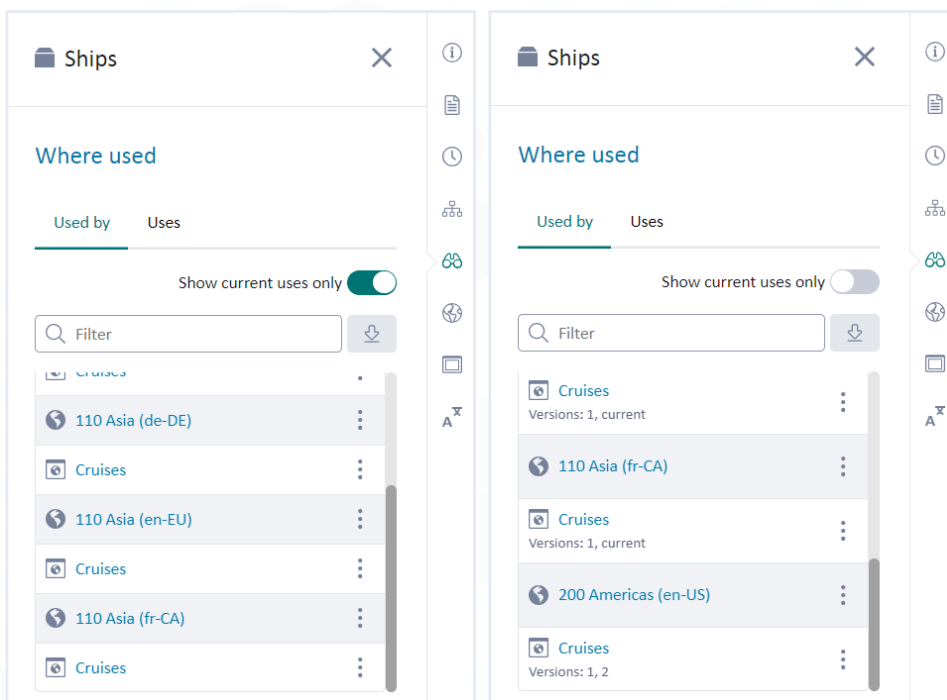 Ships
Where used
Used by Uses
Show current uses only
Filter
Cruises
110 Asia (de-DE)
Cruises
110 Asia (en-EU)
Cruises
110 Asia (fr-CA)
Cruises
Ships
Where used
Used by Uses
Show current uses only
Filter
Cruises
Versions: 1, current
110 Asia (fr-CA)
Cruises
Versions: 1, current
200 Americas (en-US)
Cruises
Versions: 1, 2